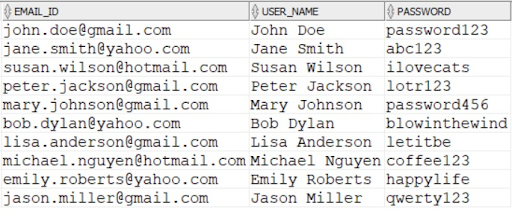 EMAIL_ID USER_NAME PASSWORD
john.doe@gmail.com John Doe password123
jane.smith@yahoo.com Jane Smith abc123
susan.wilson@hotmail.com Susan Wilson ilovecats
peter.jackson@gmail.com Peter Jackson lotr123
mary.johnson@gmail.com Mary Johnson password456
bob.dylan@yahoo.com Bob Dylan blowinthewind
lisa.anderson@gmail.com Lisa Anderson letitbe
michael.nguyen@hotmail.com Michael Nguyen coffee123
emily.roberts@yahoo.com Emily Roberts happylife
jason.miller@gmail.com Jason Miller qwerty123